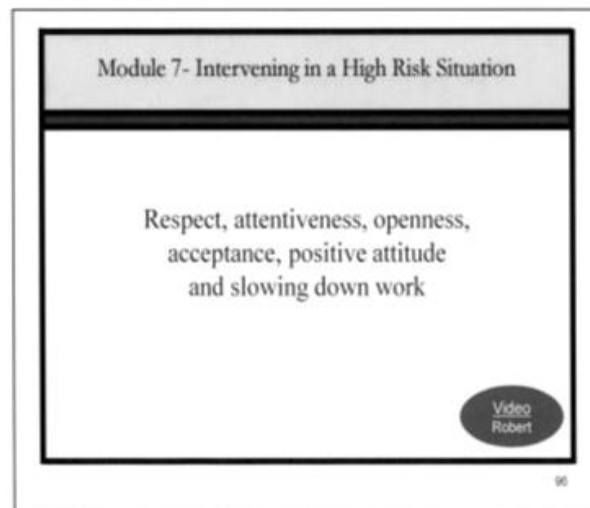 Module 7- Intervening in a High Risk Situation
Respect, attentiveness, openness,
acceptance, positive attitude
and slowing down work
Video
Robert
96